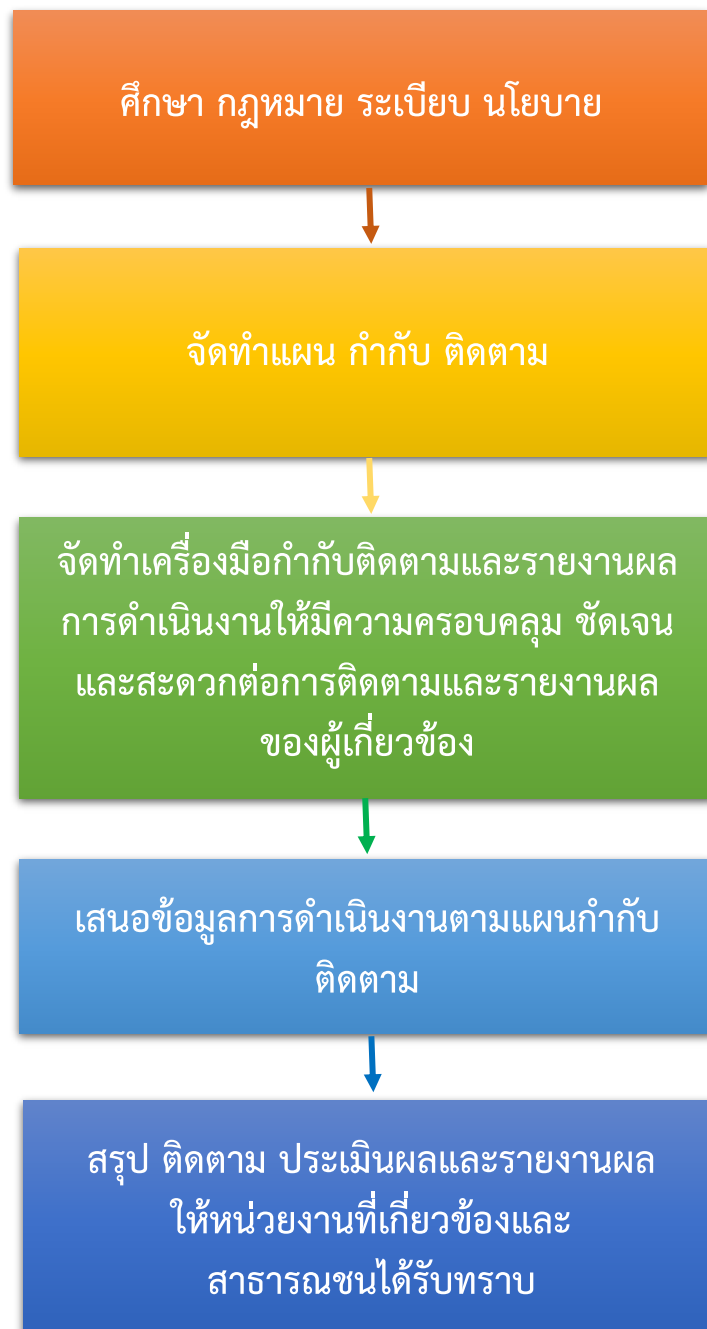 ศึกษา กฎหมาย ระเบียบ นโยบาย
จัดทำแผน กำกับ ติดตาม
จัดทำเครื่องมือกำกับติดตามและรายงานผล
การดำเนินงานให้มีความครอบคลุม ชัดเจน
และสะดวกต่อการติดตามและรายงานผล
ของผู้เกี่ยวข้อง
เสนอข้อมูลการดำเนินงานตามแผนกำกับ
ติดตาม
สรุป ติดตาม ประเมินผลและรายงานผล
ให้หน่วยงานที่เกี่ยวข้องและ
สาธารณชนได้รับทราบ